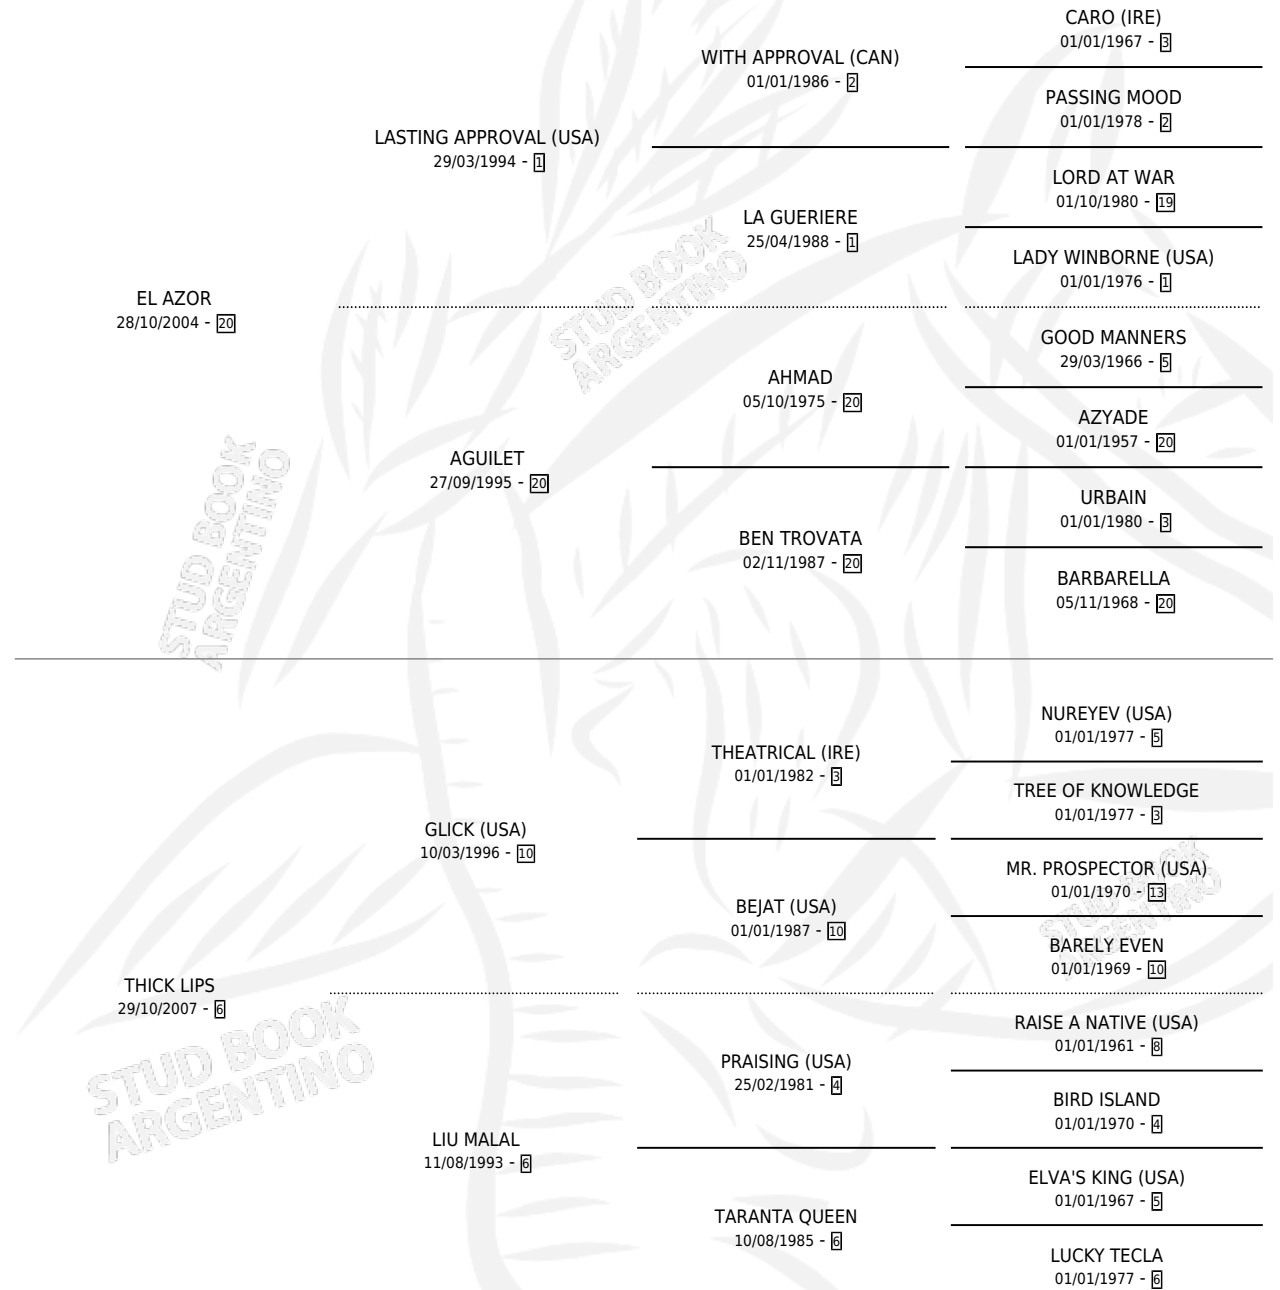 CARO (IRE)
01/01/1967 - 3
WITH APPROVAL (CAN)
01/01/1986 - 2
PASSING MOOD
01/01/1978 - 2
LASTING APPROVAL (USA)
29/03/1994 - 1
LORD AT WAR
01/10/1980 - 19
LA GUERIERE
25/04/1988 - 1
LADY WINBORNE (USA)
01/01/1976 - 1
EL AZOR
28/10/2004 - 20
STUD BOOK
ARGENTINO
GOOD MANNERS
29/03/1966 - 5
AHMAD
05/10/1975 - 20
AZYADE
01/01/1957 - 20
AGUILET
27/09/1995 - 20
URBAIN
01/01/1980 - 3
BEN TROVATA
02/11/1987 - 20
BARBARELLA
05/11/1968 - 20
STUD BOOK
ARGENTINO
NUREYEV (USA)
01/01/1977 - 5
THEATRICAL (IRE)
01/01/1982 - 3
TREE OF KNOWLEDGE
01/01/1977 - 3
GLICK (USA)
10/03/1996 - 10
MR. PROSPECTOR (USA)
01/01/1970 - 13
STUD BOOK
ARGENTINO
BEJAT (USA)
01/01/1987 - 10
BARELY EVEN
01/01/1969 - 10
THICK LIPS
29/10/2007 - 6
STUD BOOK
ARGENTINO
RAISE A NATIVE (USA)
01/01/1961 - 8
PRAISING (USA)
25/02/1981 - 4
BIRD ISLAND
01/01/1970 - 4
LIU MALAL
11/08/1993 - 6
ELVA'S KING (USA)
01/01/1967 - 5
TARANTA QUEEN
10/08/1985 - 6
LUCKY TECLA
01/01/1977 - 6